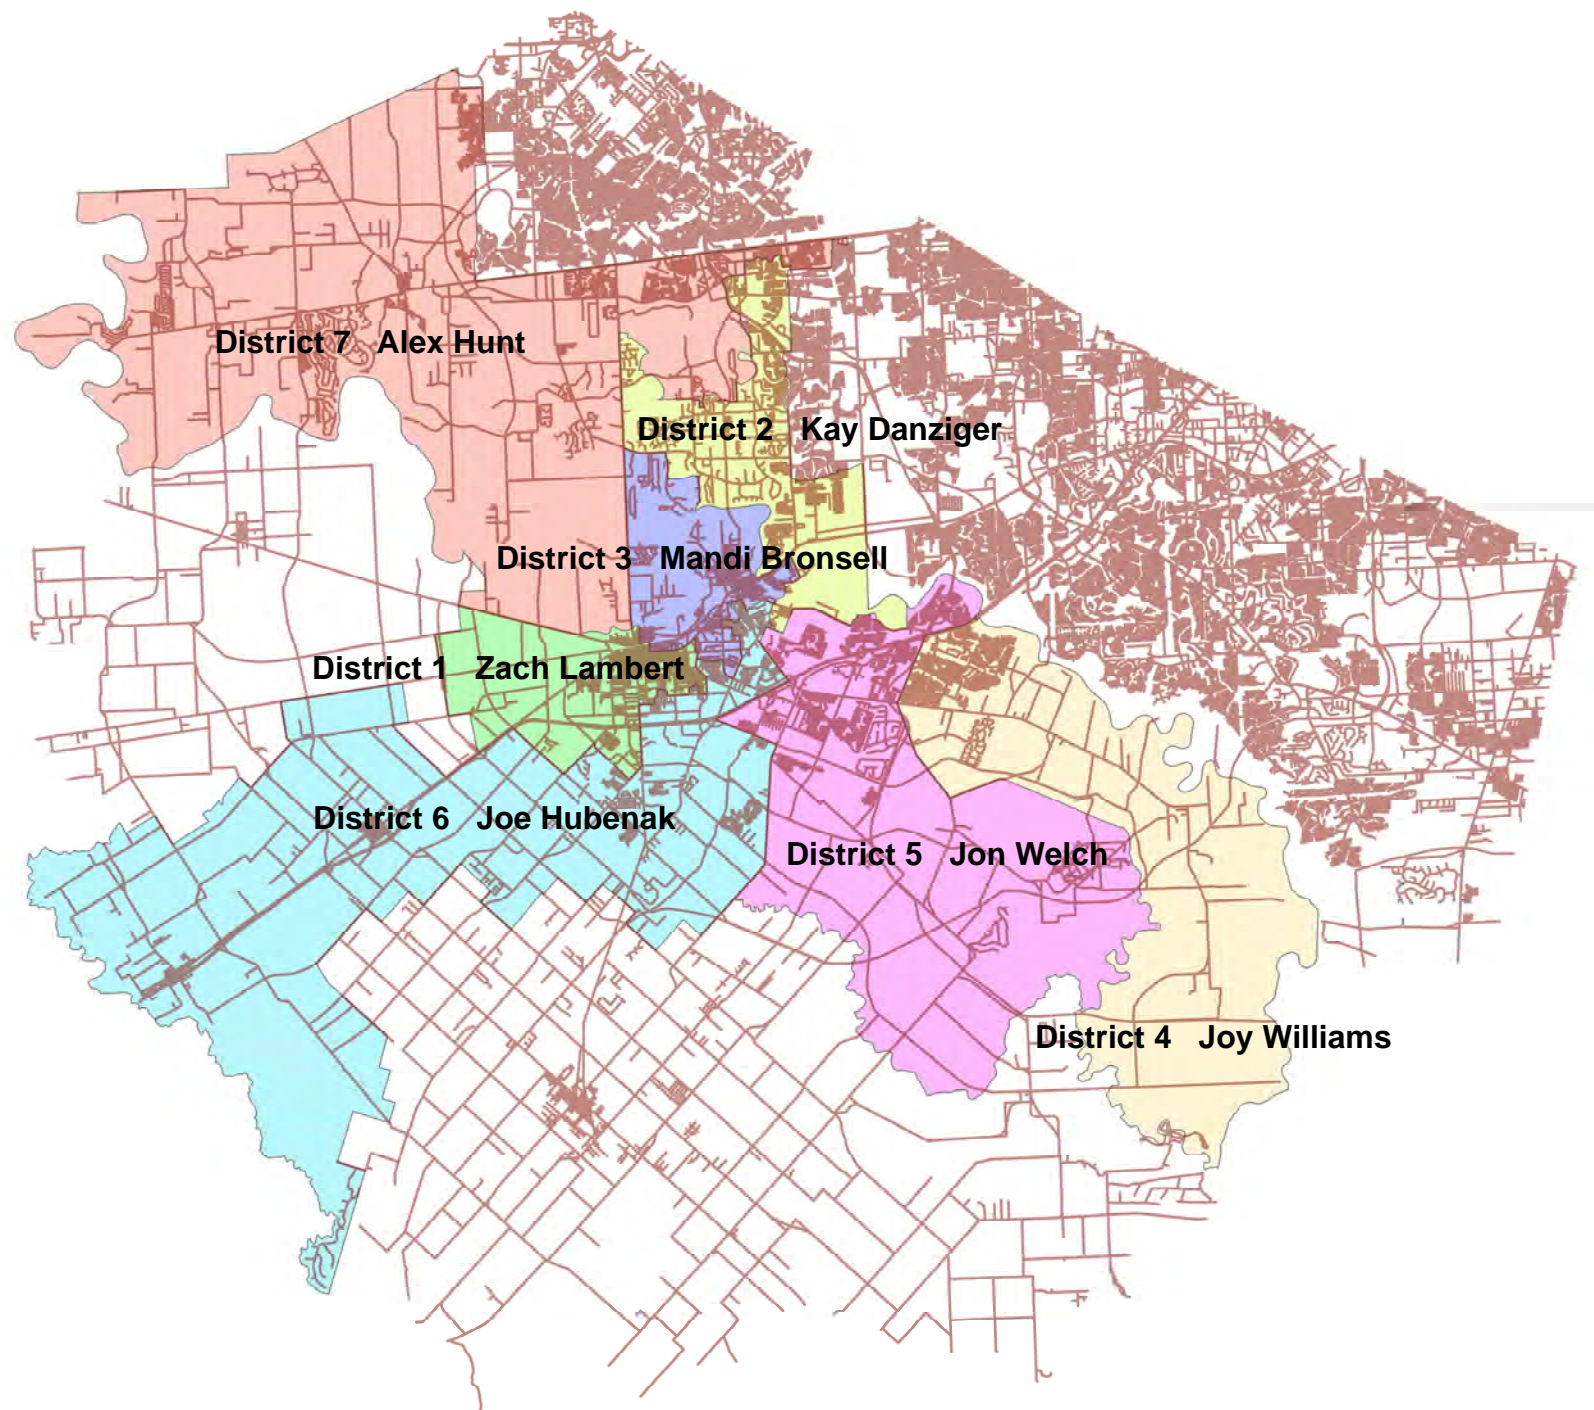 District 7 Alex Hunt
District 2 Kay Danziger
District 3 Mandi Bronsell
District 1 Zach Lambert
District 6 Joe Hubenak
District 5 Jon Welch
District 4 Joy Williams